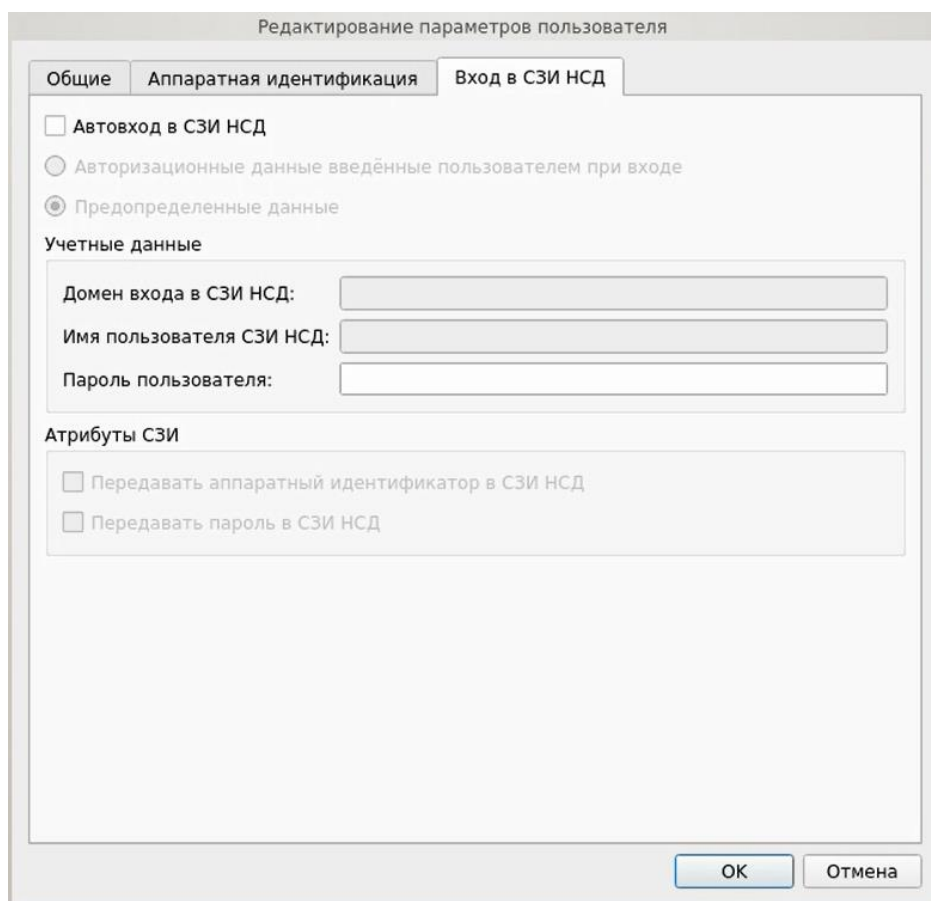 Редактирование параметров пользователя
Общие Аппаратная идентификация Вход в СЗИ НСД
Автовход в СЗИ НСД
Авторизационные данные введённые пользователем при входе
Предопределенные данные
Учетные данные
Домен входа в СЗИ НСД:
Имя пользователя СЗИ НСД:
Пароль пользователя:
Атрибуты СЗИ
Передавать аппаратный идентификатор в СЗИ НСД
Передавать пароль в СЗИ НСД
OK Отмена